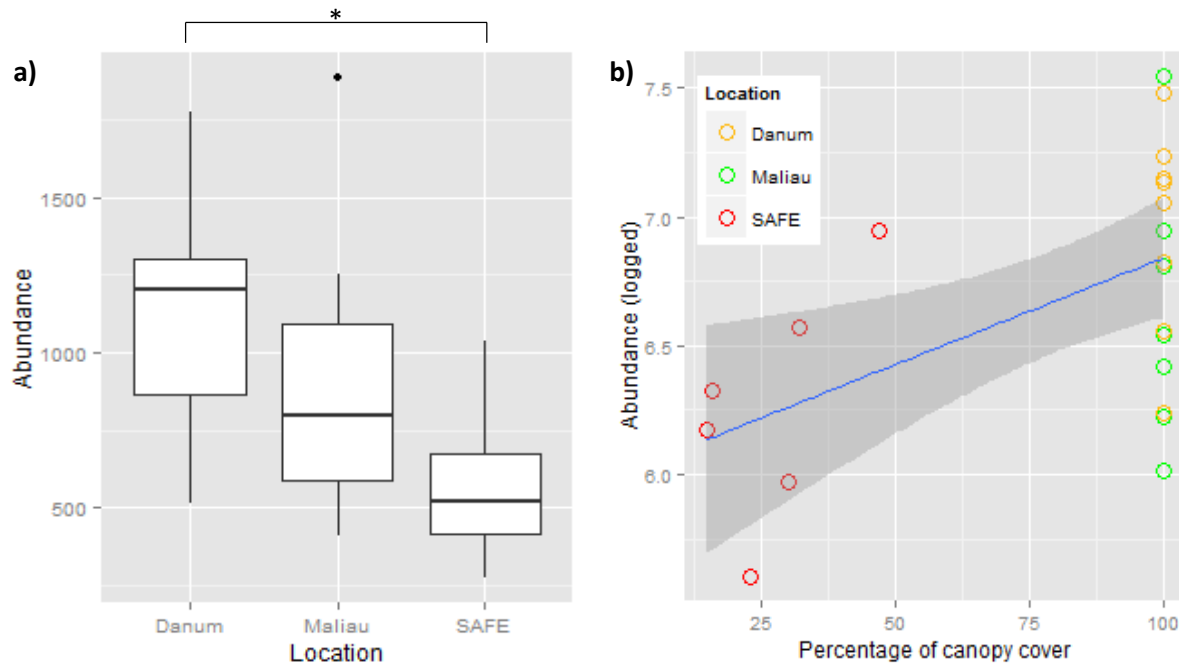 *
a)
Abundance
1500
1000
500
Danum
Maliau
SAFE
Location
b)
Abundance (logged)
7.5
7.0
6.5
6.0
Location
Danum
Maliau
SAFE
25
50
75
100
Percentage of canopy cover